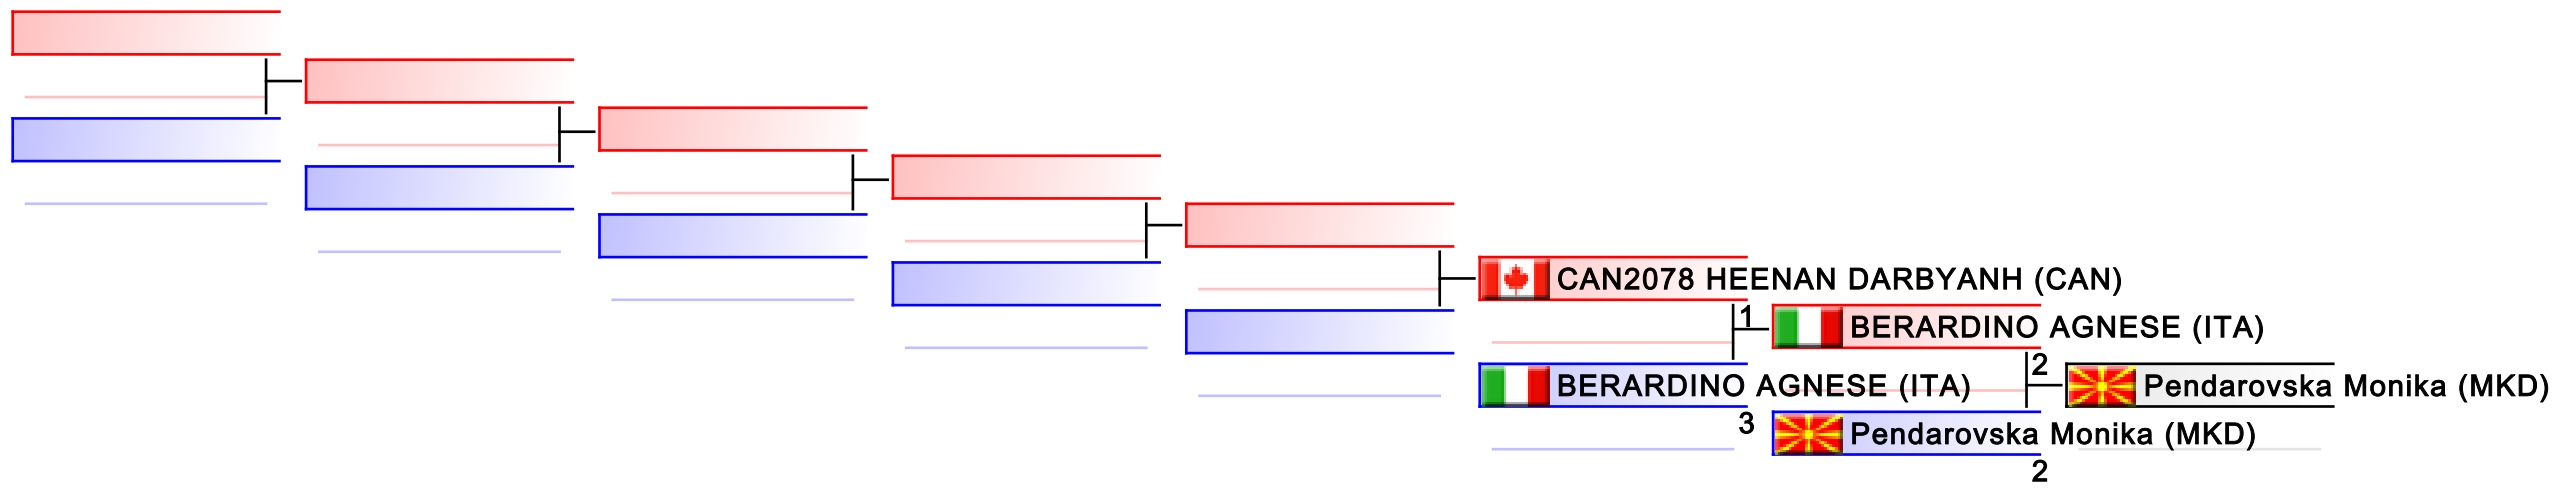 CAN2078 HEENAN DARBYANH (CAN)
1
BERARDINO AGNESE (ITA)
2
BERARDINO AGNESE (ITA)
Pendarovska Monika (MKD)
3
Pendarovska Monika (MKD)
2